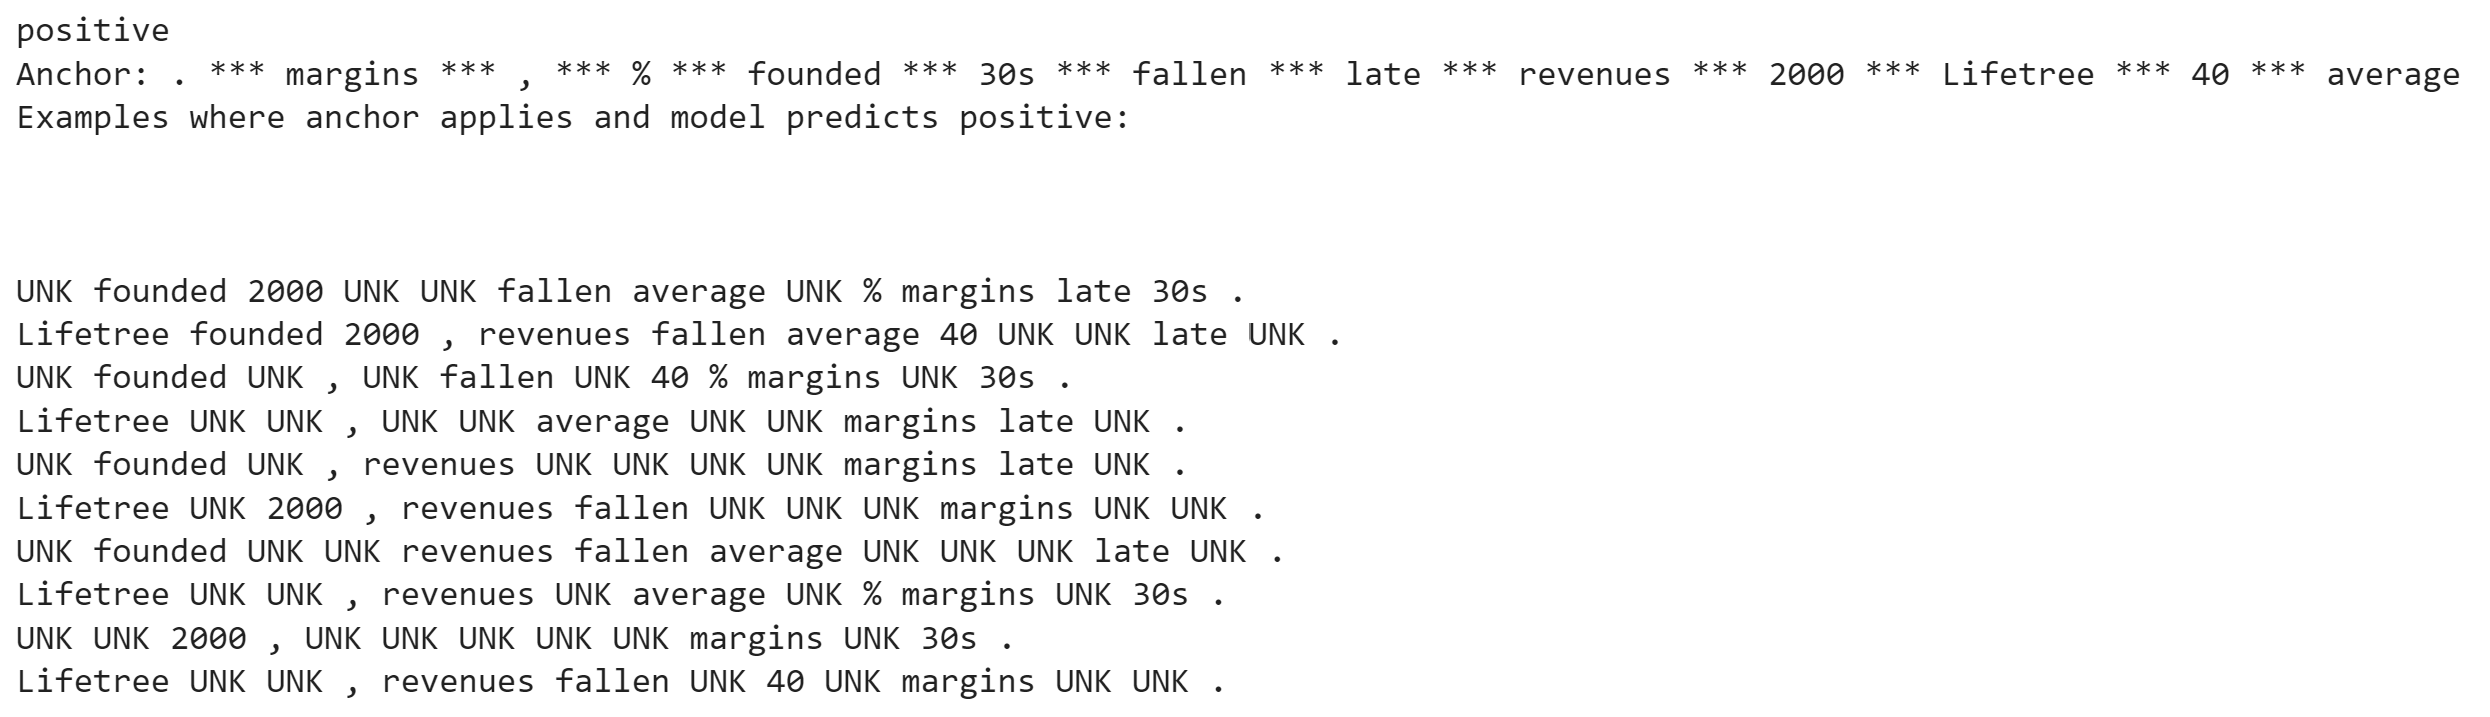 positive
Anchor: . *** margins *** , *** % *** founded *** 30s *** fallen *** late *** revenues *** 2000 *** Lifetree *** 40 *** average
Examples where anchor applies and model predicts positive:
UNK founded 2000 UNK UNK fallen average UNK % margins late 30s .
Lifetree founded 2000 , revenues fallen average 40 UNK UNK late UNK .
UNK founded UNK , UNK fallen UNK 40 % margins UNK 30s .
Lifetree UNK UNK , UNK UNK average UNK UNK margins late UNK .
UNK founded UNK , revenues UNK UNK UNK UNK margins late UNK .
Lifetree UNK 2000 , revenues fallen UNK UNK UNK margins UNK UNK .
UNK founded UNK UNK revenues fallen average UNK UNK UNK late UNK .
Lifetree UNK UNK , revenues UNK average UNK % margins UNK 30s .
UNK UNK 2000 , UNK UNK UNK UNK UNK margins UNK 30s .
Lifetree UNK UNK , revenues fallen UNK 40 UNK margins UNK UNK .